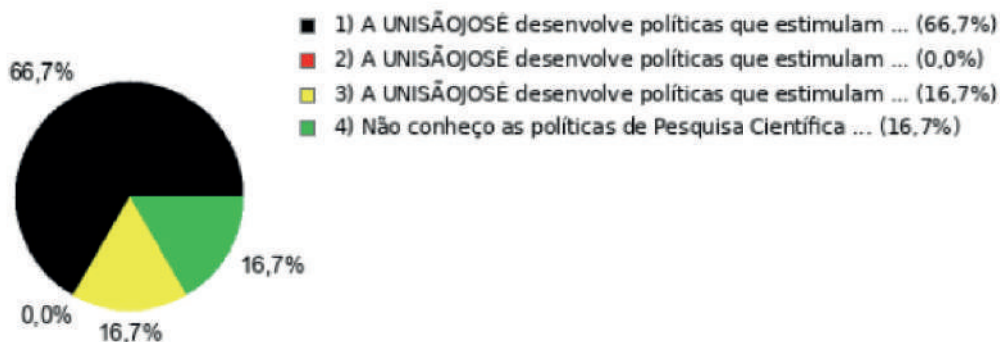 1) A UNISÃOJOSÉ desenvolve políticas que estimulam ... (66,7%)
2) A UNISÃOJOSÉ desenvolve políticas que estimulam ... (0,0%)
3) A UNISÃOJOSÉ desenvolve políticas que estimulam ... (16,7%)
4) Não conheço as políticas de Pesquisa Científica ... (16,7%)
66,7%
16,7%
0,0%
16,7%